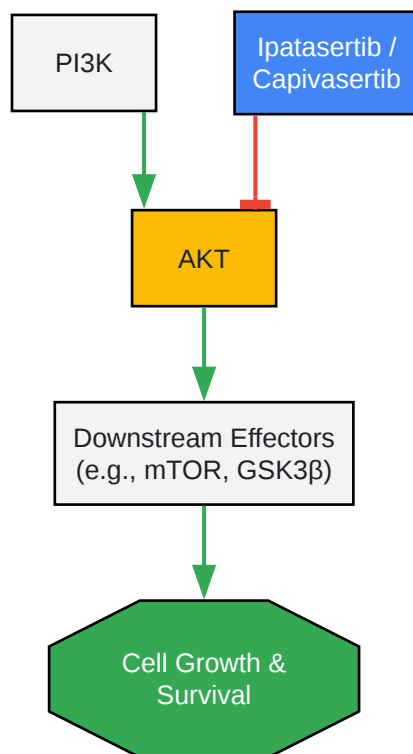 PI3K
Ipatasertib /
Capivasertib
AKT
Downstream Effectors
(e.g., mTOR, GSK3β)
Cell Growth &
Survival